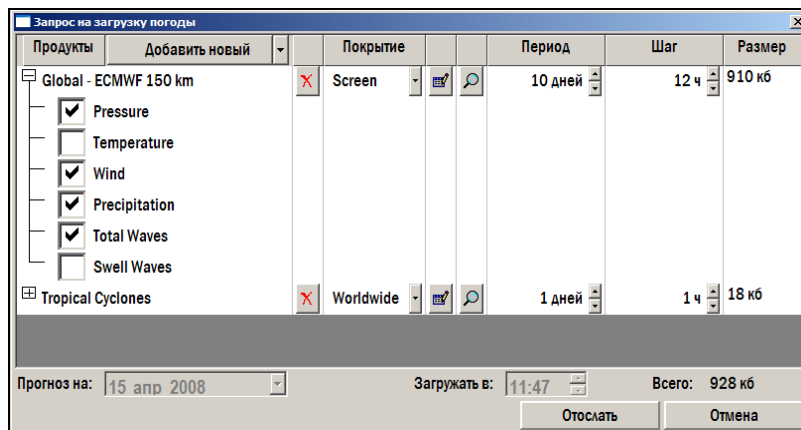 Запрос на загрузку погоды
Продукты Добавить новый Покрытие Период Шаг Размер
Global - ECMWF 150 km Screen 10 дней 12 ч 910 кб
Pressure
Temperature
Wind
Precipitation
Total Waves
Swell Waves
Tropical Cyclones Worldwide 1 дней 1 ч 18 кб
Прогноз на: 15 апр 2008 Загружать в: 11:47 Всего: 928 кб
Отослать Отмена